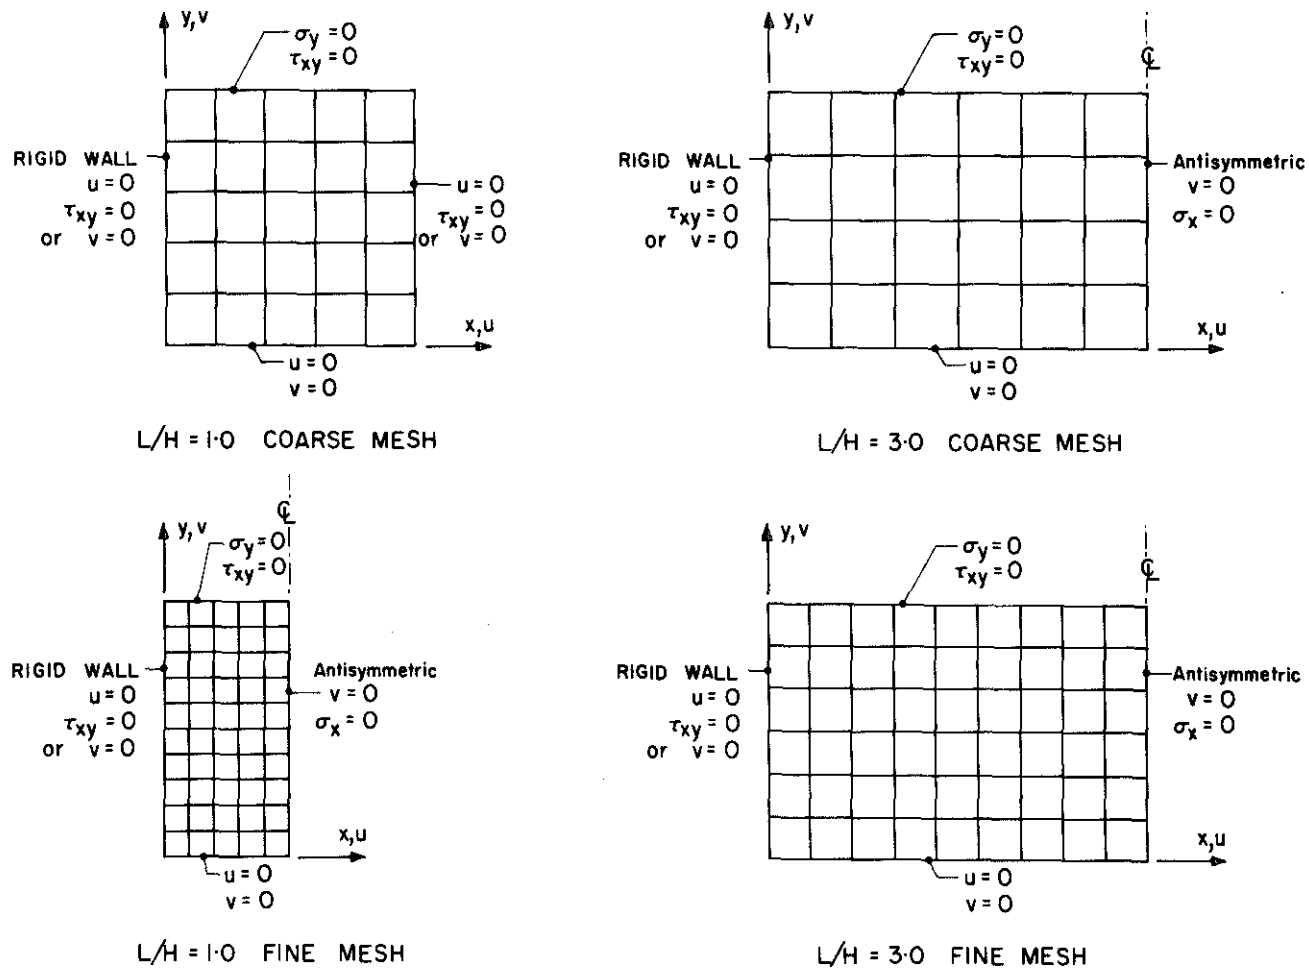 y,v
σy=0
τxy=0
RIGID WALL
u=0
τxy=0
or v=0
u=0
τxy=0
or v=0
x,u
u=0
v=0
L/H = 1·0 COARSE MESH
y,v
σy=0
τxy=0
℄
RIGID WALL
u=0
τxy=0
or v=0
Antisymmetric
v=0
σx=0
x,u
u=0
v=0
L/H = 3·0 COARSE MESH
y,v
σy=0
τxy=0
℄
RIGID WALL
u=0
τxy=0
or v=0
Antisymmetric
v=0
σx=0
x,u
u=0
v=0
L/H = 1·0 FINE MESH
y,v
σy=0
τxy=0
℄
RIGID WALL
u=0
τxy=0
or v=0
Antisymmetric
v=0
σx=0
x,u
u=0
v=0
L/H = 3·0 FINE MESH